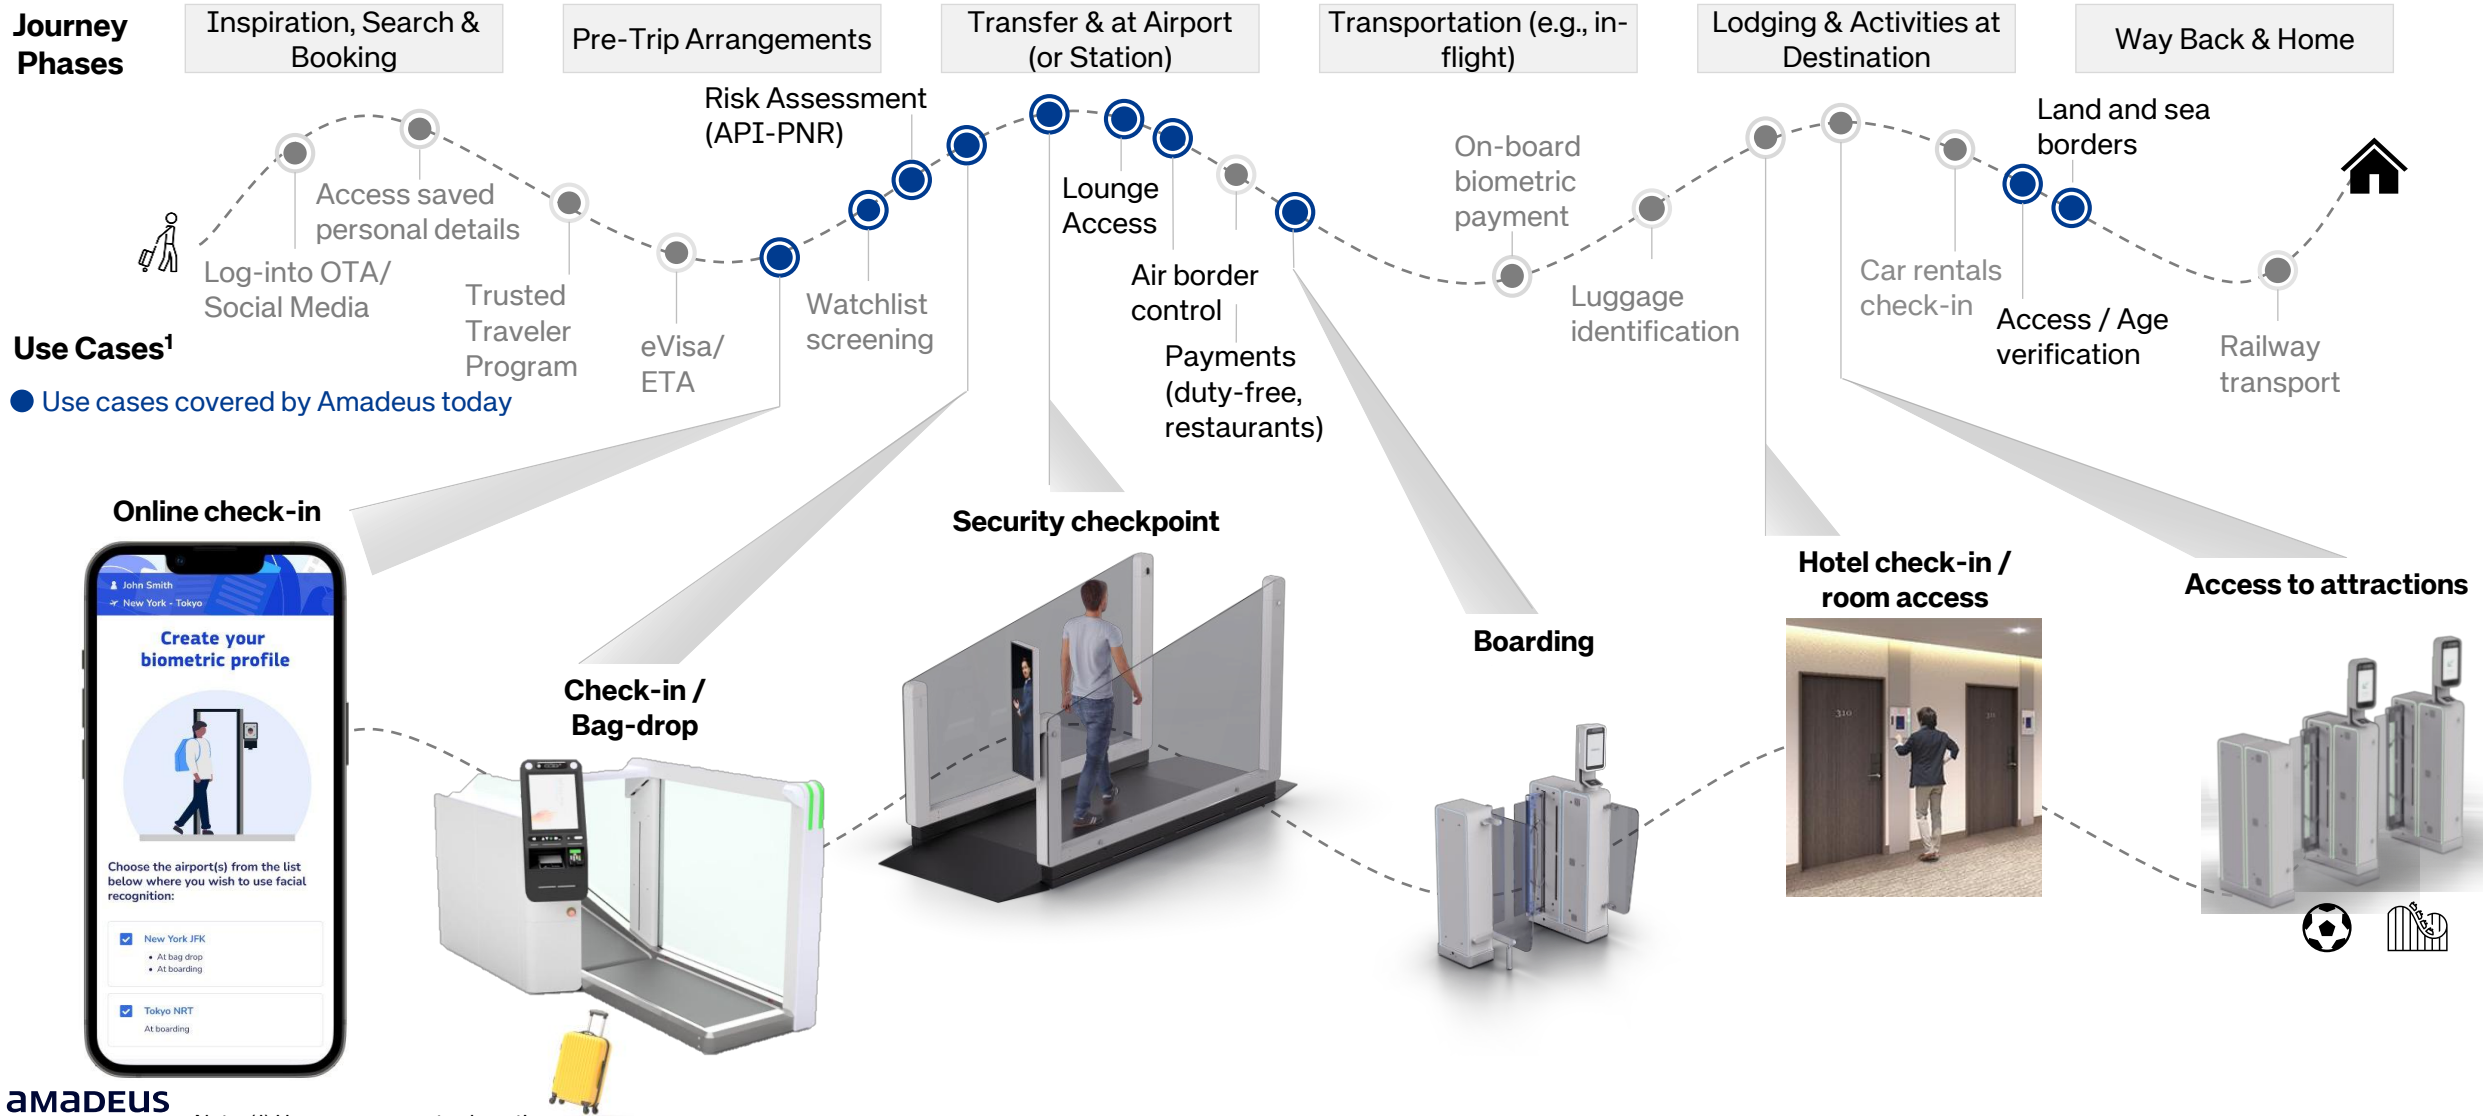 Journey
Phases
Inspiration, Search &
Booking
Pre-Trip Arrangements
Transfer & at Airport
(or Station)
Transportation (e.g., in-
flight)
Lodging & Activities at
Destination
Way Back & Home
Risk Assessment
(API-PNR)
Land and sea
borders
On-board
biometric
payment
Access saved
personal details
Lounge
Access
Log-into OTA/
Social Media
Trusted
Traveler
Program
Watchlist
screening
Air border
control
Luggage
identification
Car rentals
check-in
Access / Age
verification
Use Cases¹
eVisa/
ETA
Payments
(duty-free,
restaurants)
Railway
transport
Use cases covered by Amadeus today
Online check-in
Security checkpoint
Hotel check-in /
room access
Access to attractions
Boarding
Check-in /
Bag-drop
John Smith
New York - Tokyo
Create your
biometric profile
Choose the airport(s) from the list
below where you wish to use facial
recognition:
New York JFK
• At bag drop
• At boarding
Tokyo NRT
At boarding
310
amadeus